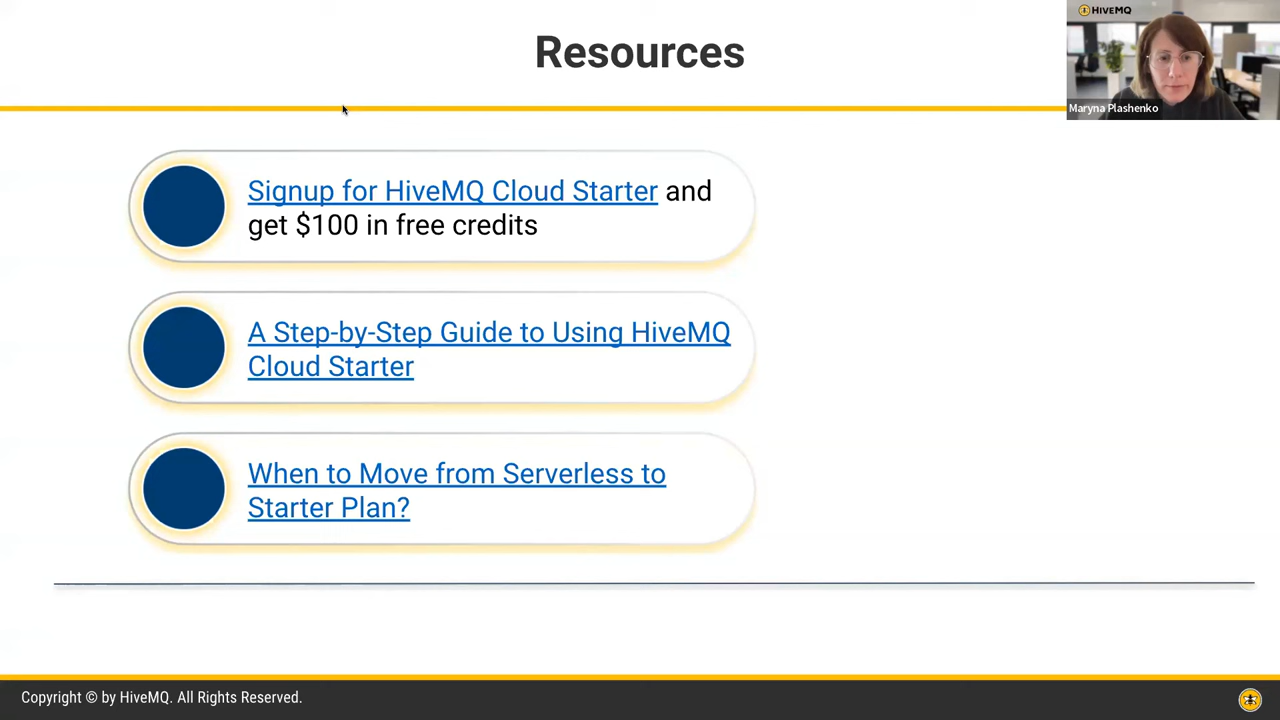 Resources
HIVEMQ
Maryna Plashenko
Signup for HiveMQ Cloud Starter and
get $100 in free credits
A Step-by-Step Guide to Using HiveMQ
Cloud Starter
When to Move from Serverless to
Starter Plan?
Copyright © by HiveMQ. All Rights Reserved.